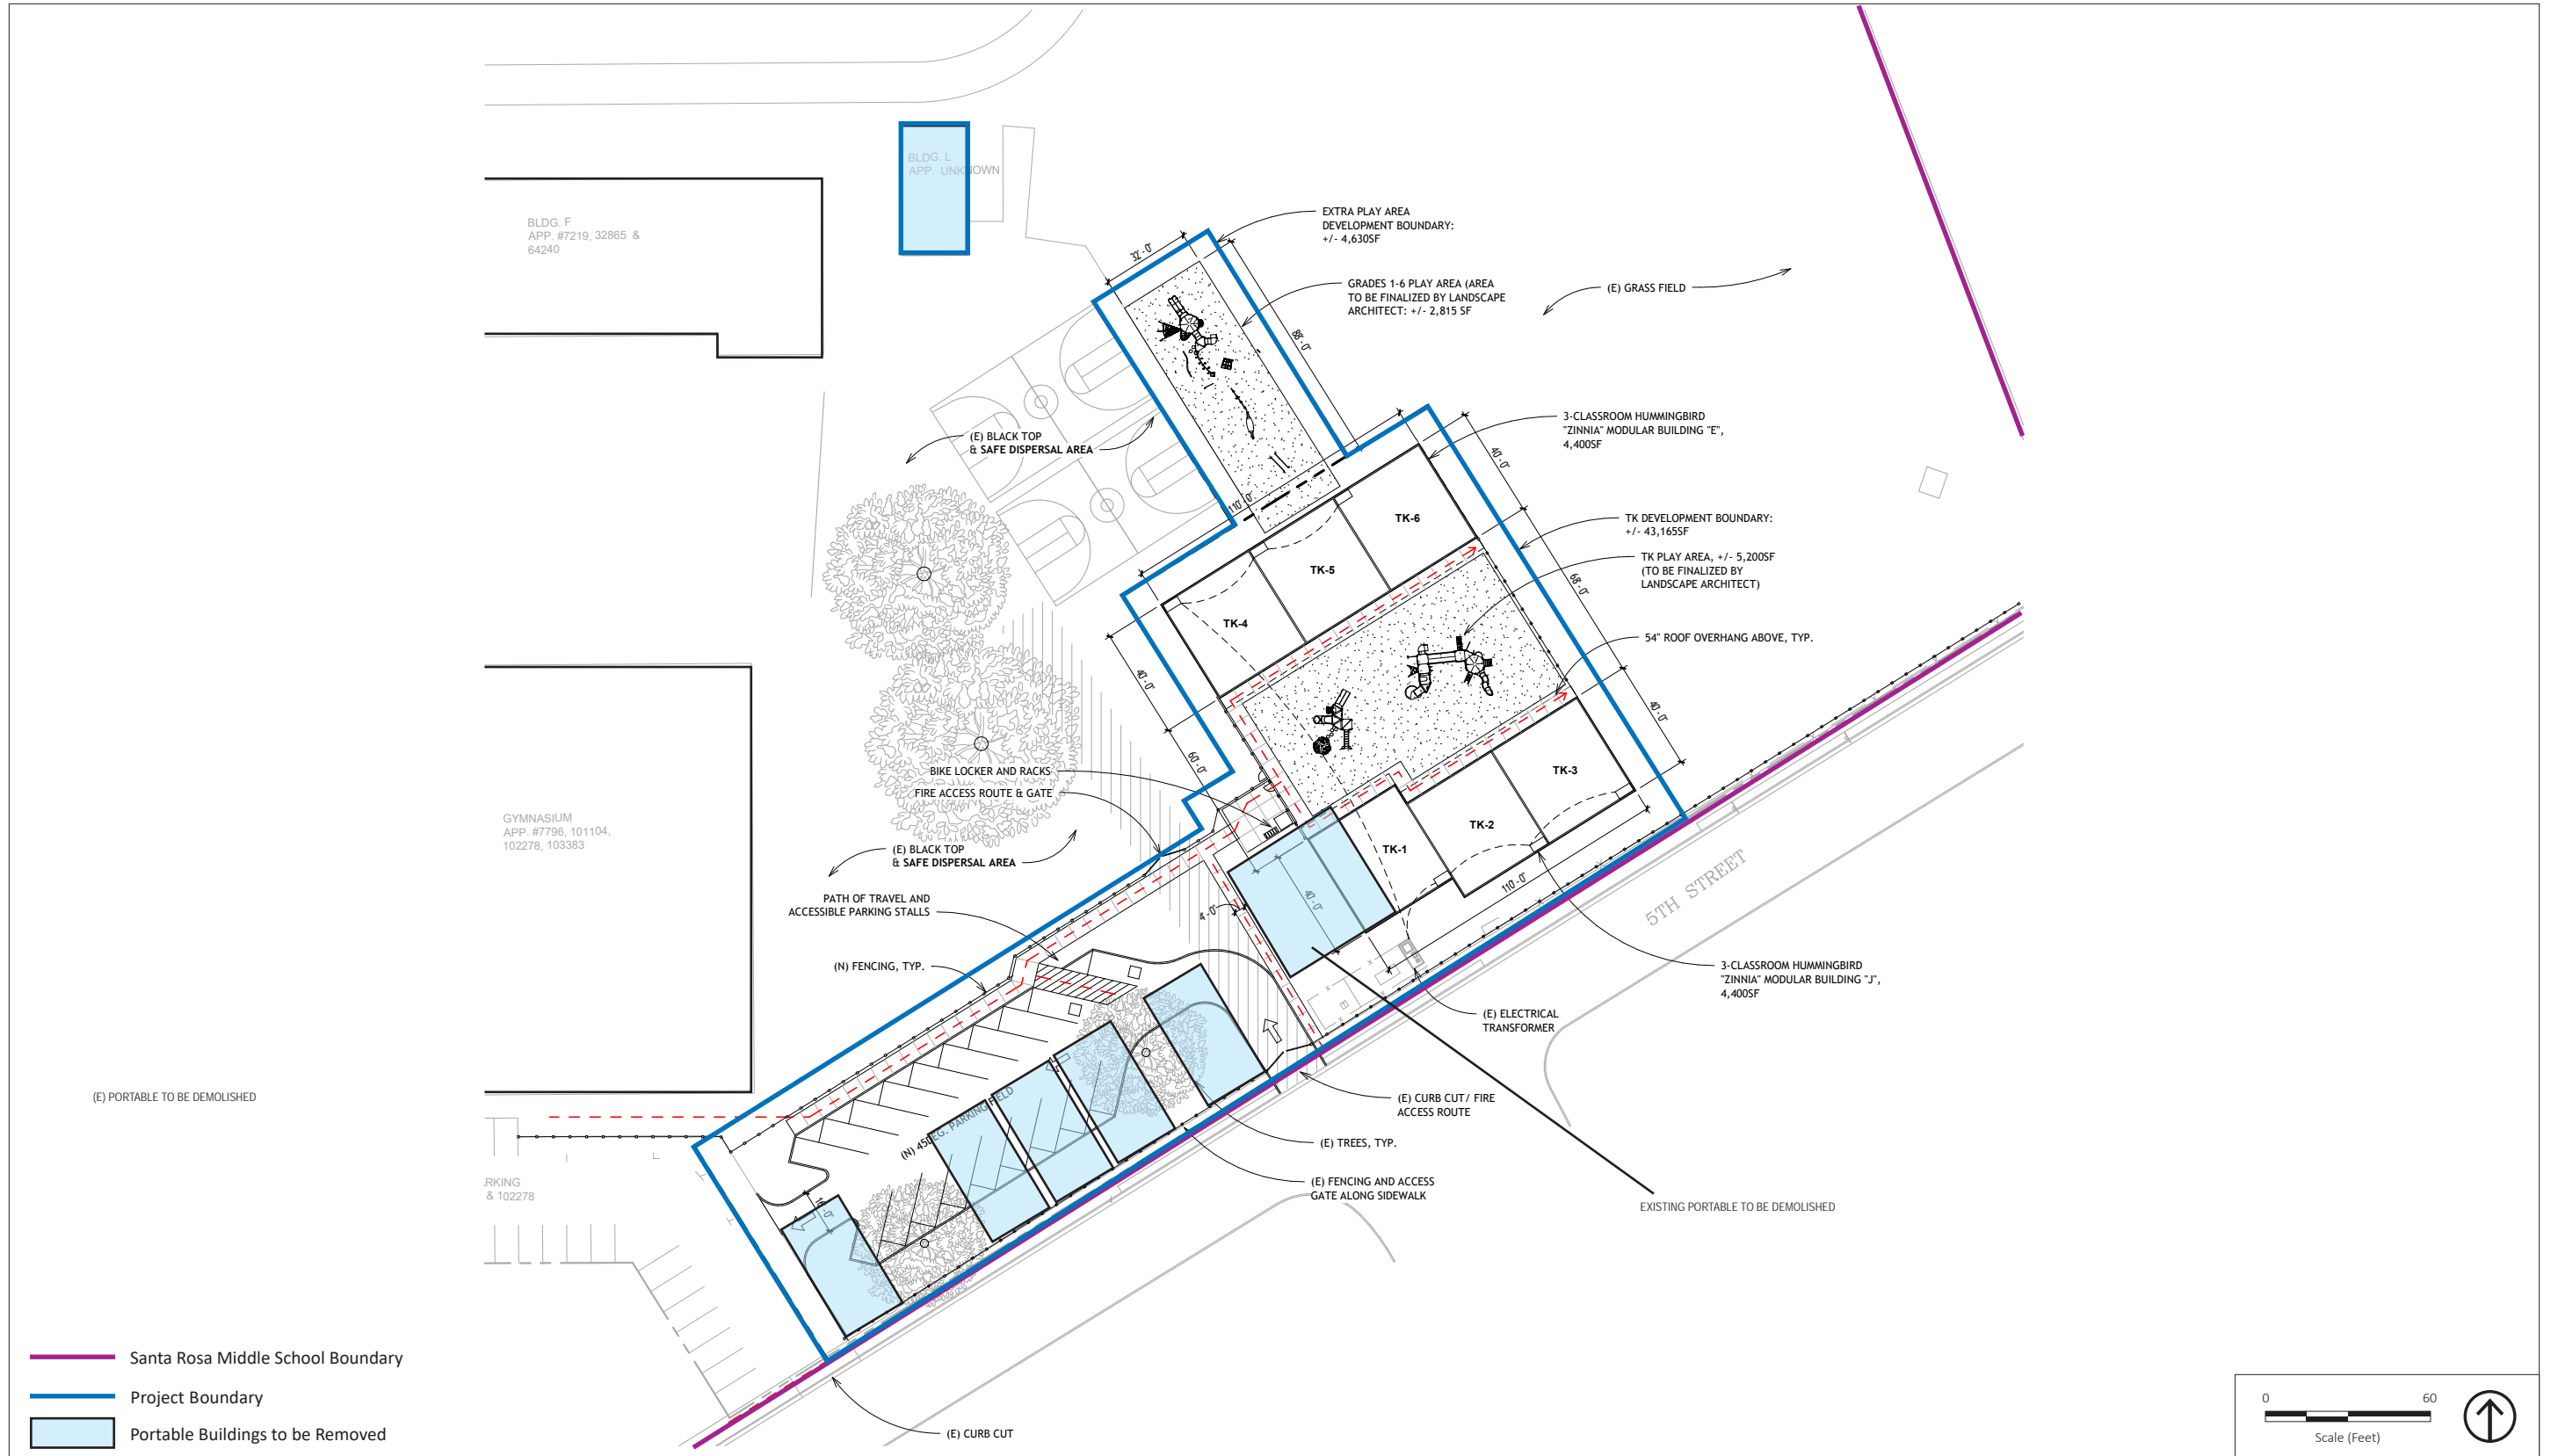 BLDG. L
APP. UNKNOWN
BLDG. F
APP. #7219, 32865 &
64240
EXTRA PLAY AREA
DEVELOPMENT BOUNDARY:
+/- 4,630SF
32'-0"
GRADES 1-6 PLAY AREA (AREA
TO BE FINALIZED BY LANDSCAPE
ARCHITECT: +/- 2,815 SF
(E) GRASS FIELD
88'-0"
3-CLASSROOM HUMMINGBIRD
"ZINNIA" MODULAR BUILDING "E",
4,400SF
(E) BLACK TOP
& SAFE DISPERSAL AREA
40'-0"
110'-0"
TK-6
TK DEVELOPMENT BOUNDARY:
+/- 43,165SF
TK-5
TK PLAY AREA, +/- 5,200SF
(TO BE FINALIZED BY
LANDSCAPE ARCHITECT)
68'-0"
TK-4
54" ROOF OVERHANG ABOVE, TYP.
40'-0"
40'-0"
60'-0"
BIKE LOCKER AND RACKS
FIRE ACCESS ROUTE & GATE
TK-3
TK-2
TK-1
GYMNASIUM
APP. #7796, 101104,
102278, 103383
(E) BLACK TOP
& SAFE DISPERSAL AREA
5TH STREET
110'-0"
40'-0"
4'-0"
PATH OF TRAVEL AND
ACCESSIBLE PARKING STALLS
(N) FENCING, TYP.
3-CLASSROOM HUMMINGBIRD
"ZINNIA" MODULAR BUILDING "J",
4,400SF
(E) ELECTRICAL
TRANSFORMER
(E) PORTABLE TO BE DEMOLISHED
(E) CURB CUT/ FIRE
ACCESS ROUTE
(N) 45DEG. PARKING FIELD
(E) TREES, TYP.
RKING
& 102278
(E) FENCING AND ACCESS
GATE ALONG SIDEWALK
16'-0"
EXISTING PORTABLE TO BE DEMOLISHED
(E) CURB CUT
Santa Rosa Middle School Boundary
Project Boundary
Portable Buildings to be Removed
0 60
Scale (Feet)